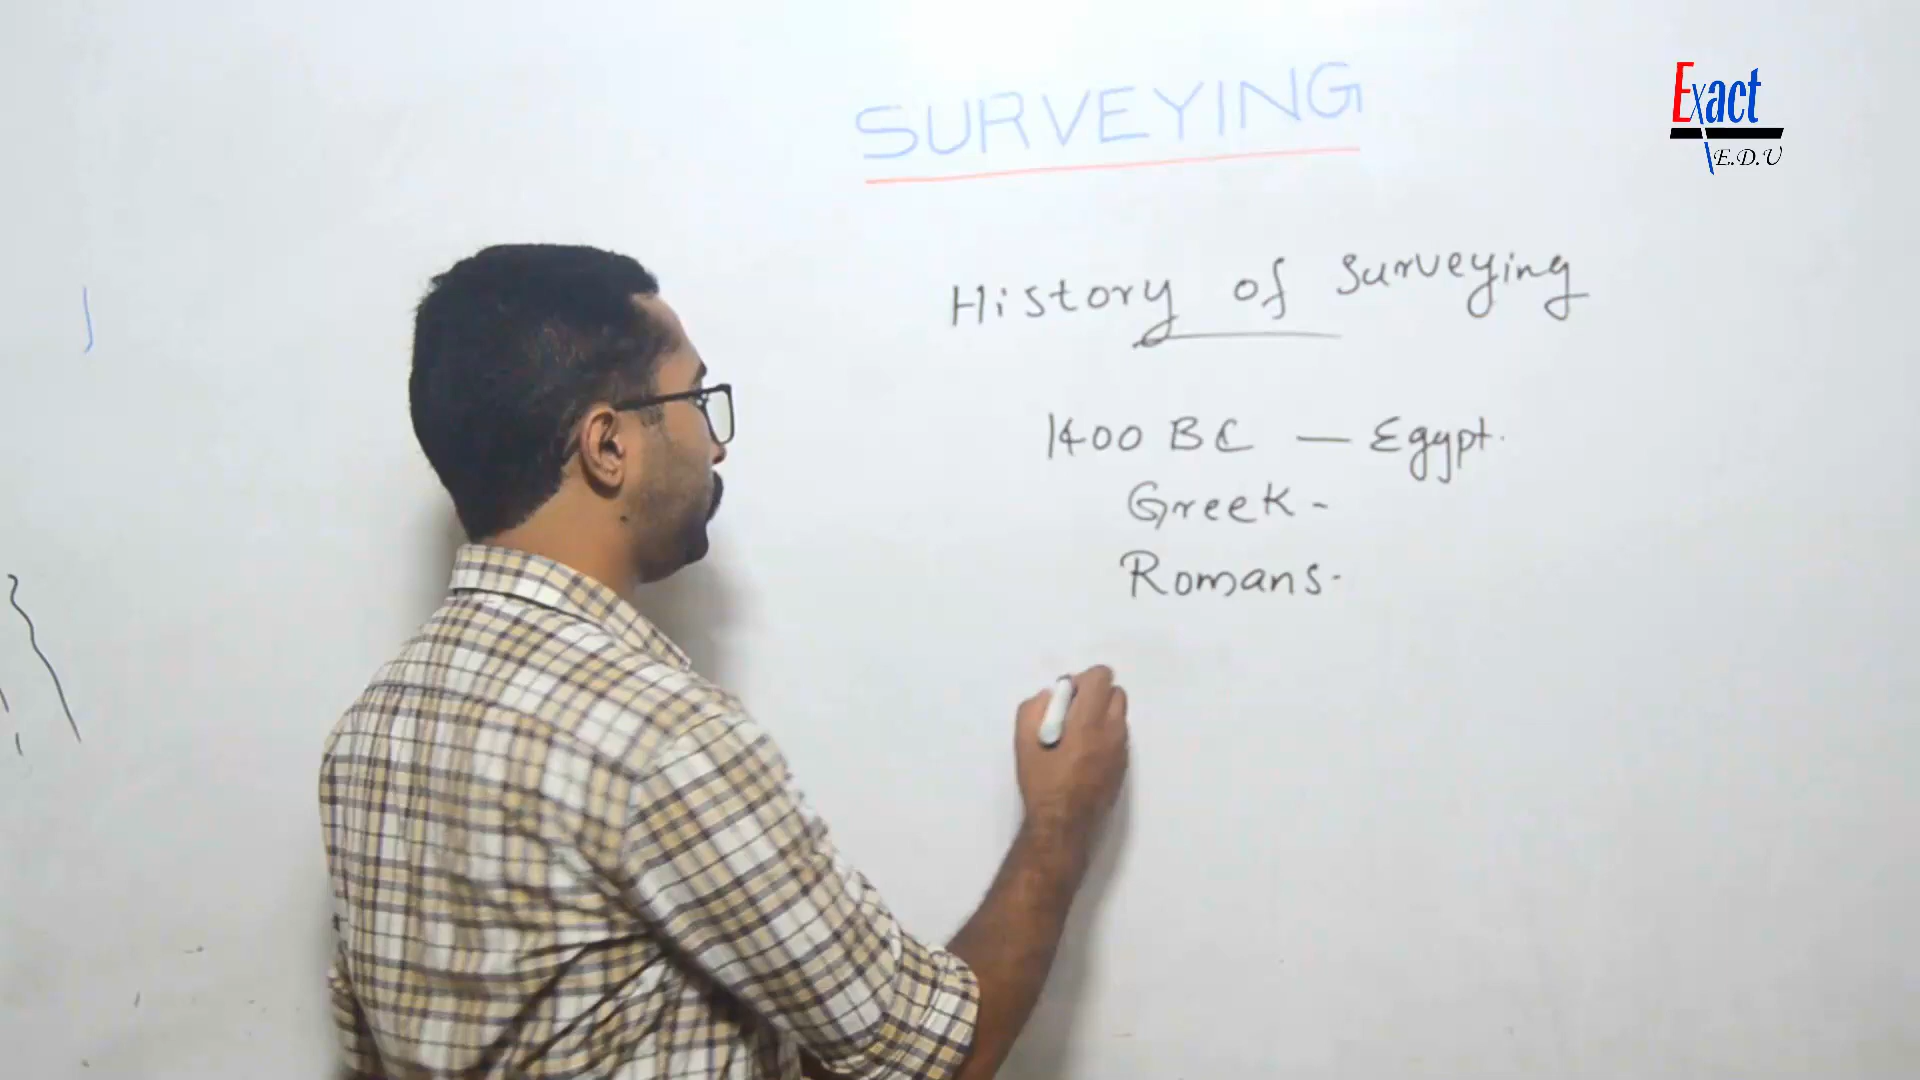 SURVEYING
Exact
E.D.U
History of Surveying
1400 BC — Egypt.
Greek -
Romans.